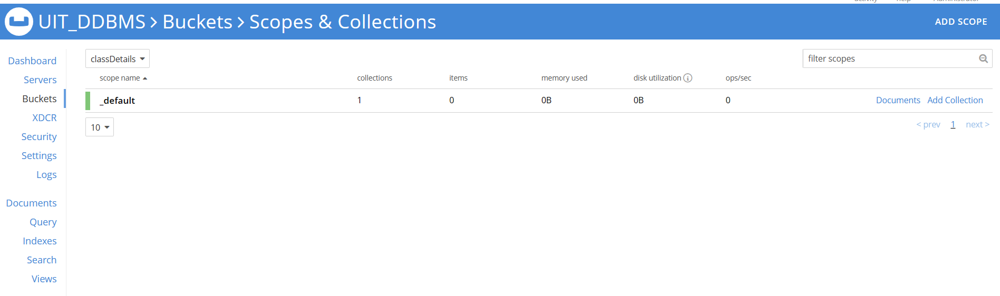 UIT_DDBMS > Buckets > Scopes & Collections
ADD SCOPE
Dashboard
Servers
Buckets
XDCR
Security
Settings
Logs
Documents
Query
Indexes
Search
Views
classDetails
filter scopes
scope name collections items memory used disk utilization ops/sec
_default 1 0 0B 0B 0 Documents Add Collection
10
< prev 1 next >